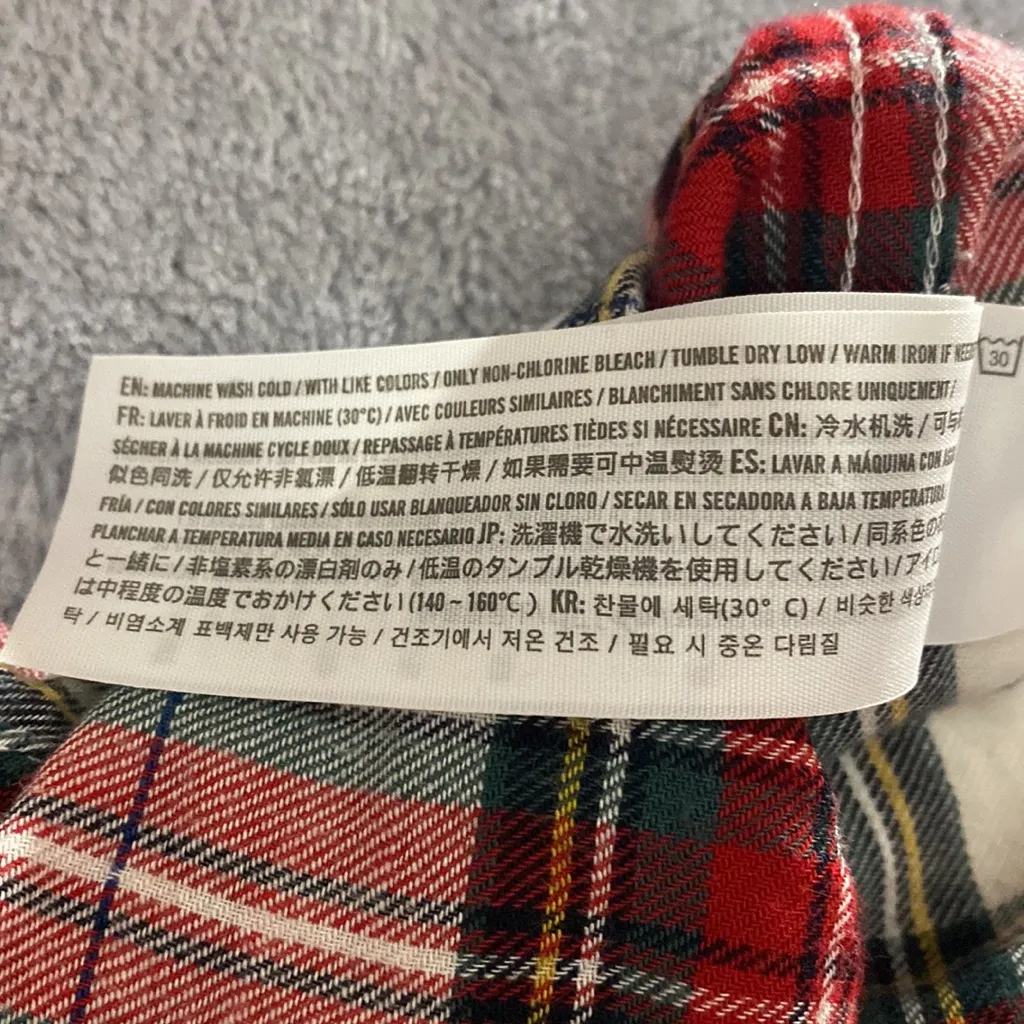 EN: MACHINE WASH COLD / WITH LIKE COLORS / ONLY NON-CHLORINE BLEACH / TUMBLE DRY LOW / WARM IRON IF
FR: LAVER À FROID EN MACHINE (30°C) / AVEC COULEURS SIMILAIRES / BLANCHIMENT SANS CHLORE UNIQUEMENT /
SÉCHER À LA MACHINE CYCLE DOUX / REPASSAGE À TEMPÉRATURES TIÈDES SI NÉCESSAIRE CN: 冷水机洗 / 可与
似色同洗 / 仅允许非氯漂 / 低温翻转干燥 / 如果需要可中温熨烫 ES: LAVAR A MÁQUINA CON
FRÍA / CON COLORES SIMILARES / SÓLO USAR BLANQUEADOR SIN CLORO / SECAR EN SECADORA A BAJA TEMPERATURA
PLANCHAR A TEMPERATURA MEDIA EN CASO NECESARIO JP: 洗濯機で水洗いしてください / 同系色の
と一緒に / 非塩素系の漂白剤のみ / 低温のタンブル乾燥機を使用してください / アイ
は中程度の温度でおかけください (140 ~ 160℃) KR: 찬물에 세탁(30° C) / 비슷한 색상
탁 / 비염소계 표백제만 사용 가능 / 건조기에서 저온 건조 / 필요 시 중온 다림질
30